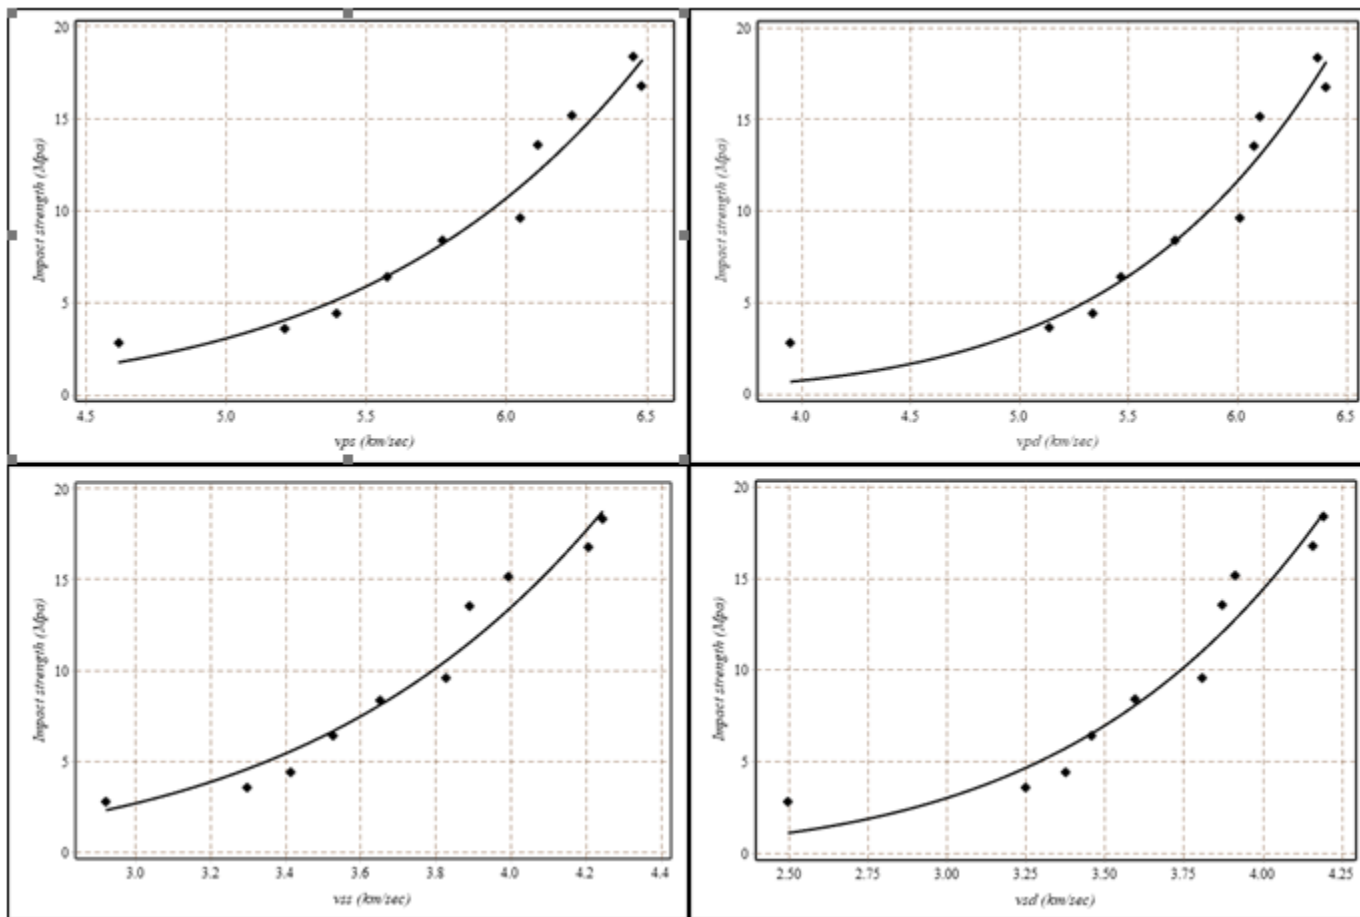 20
15
10
5
0
Impact strength (Mpa)
4.5 5.0 5.5 6.0 6.5
vps (km/sec)
20
15
10
5
0
Impact strength (Mpa)
4.0 4.5 5.0 5.5 6.0 6.5
vpd (km/sec)
20
15
10
5
0
Impact strength (Mpa)
3.0 3.2 3.4 3.6 3.8 4.0 4.2 4.4
vss (km/sec)
20
15
10
5
0
Impact strength (Mpa)
2.50 2.75 3.00 3.25 3.50 3.75 4.00 4.25
vsd (km/sec)